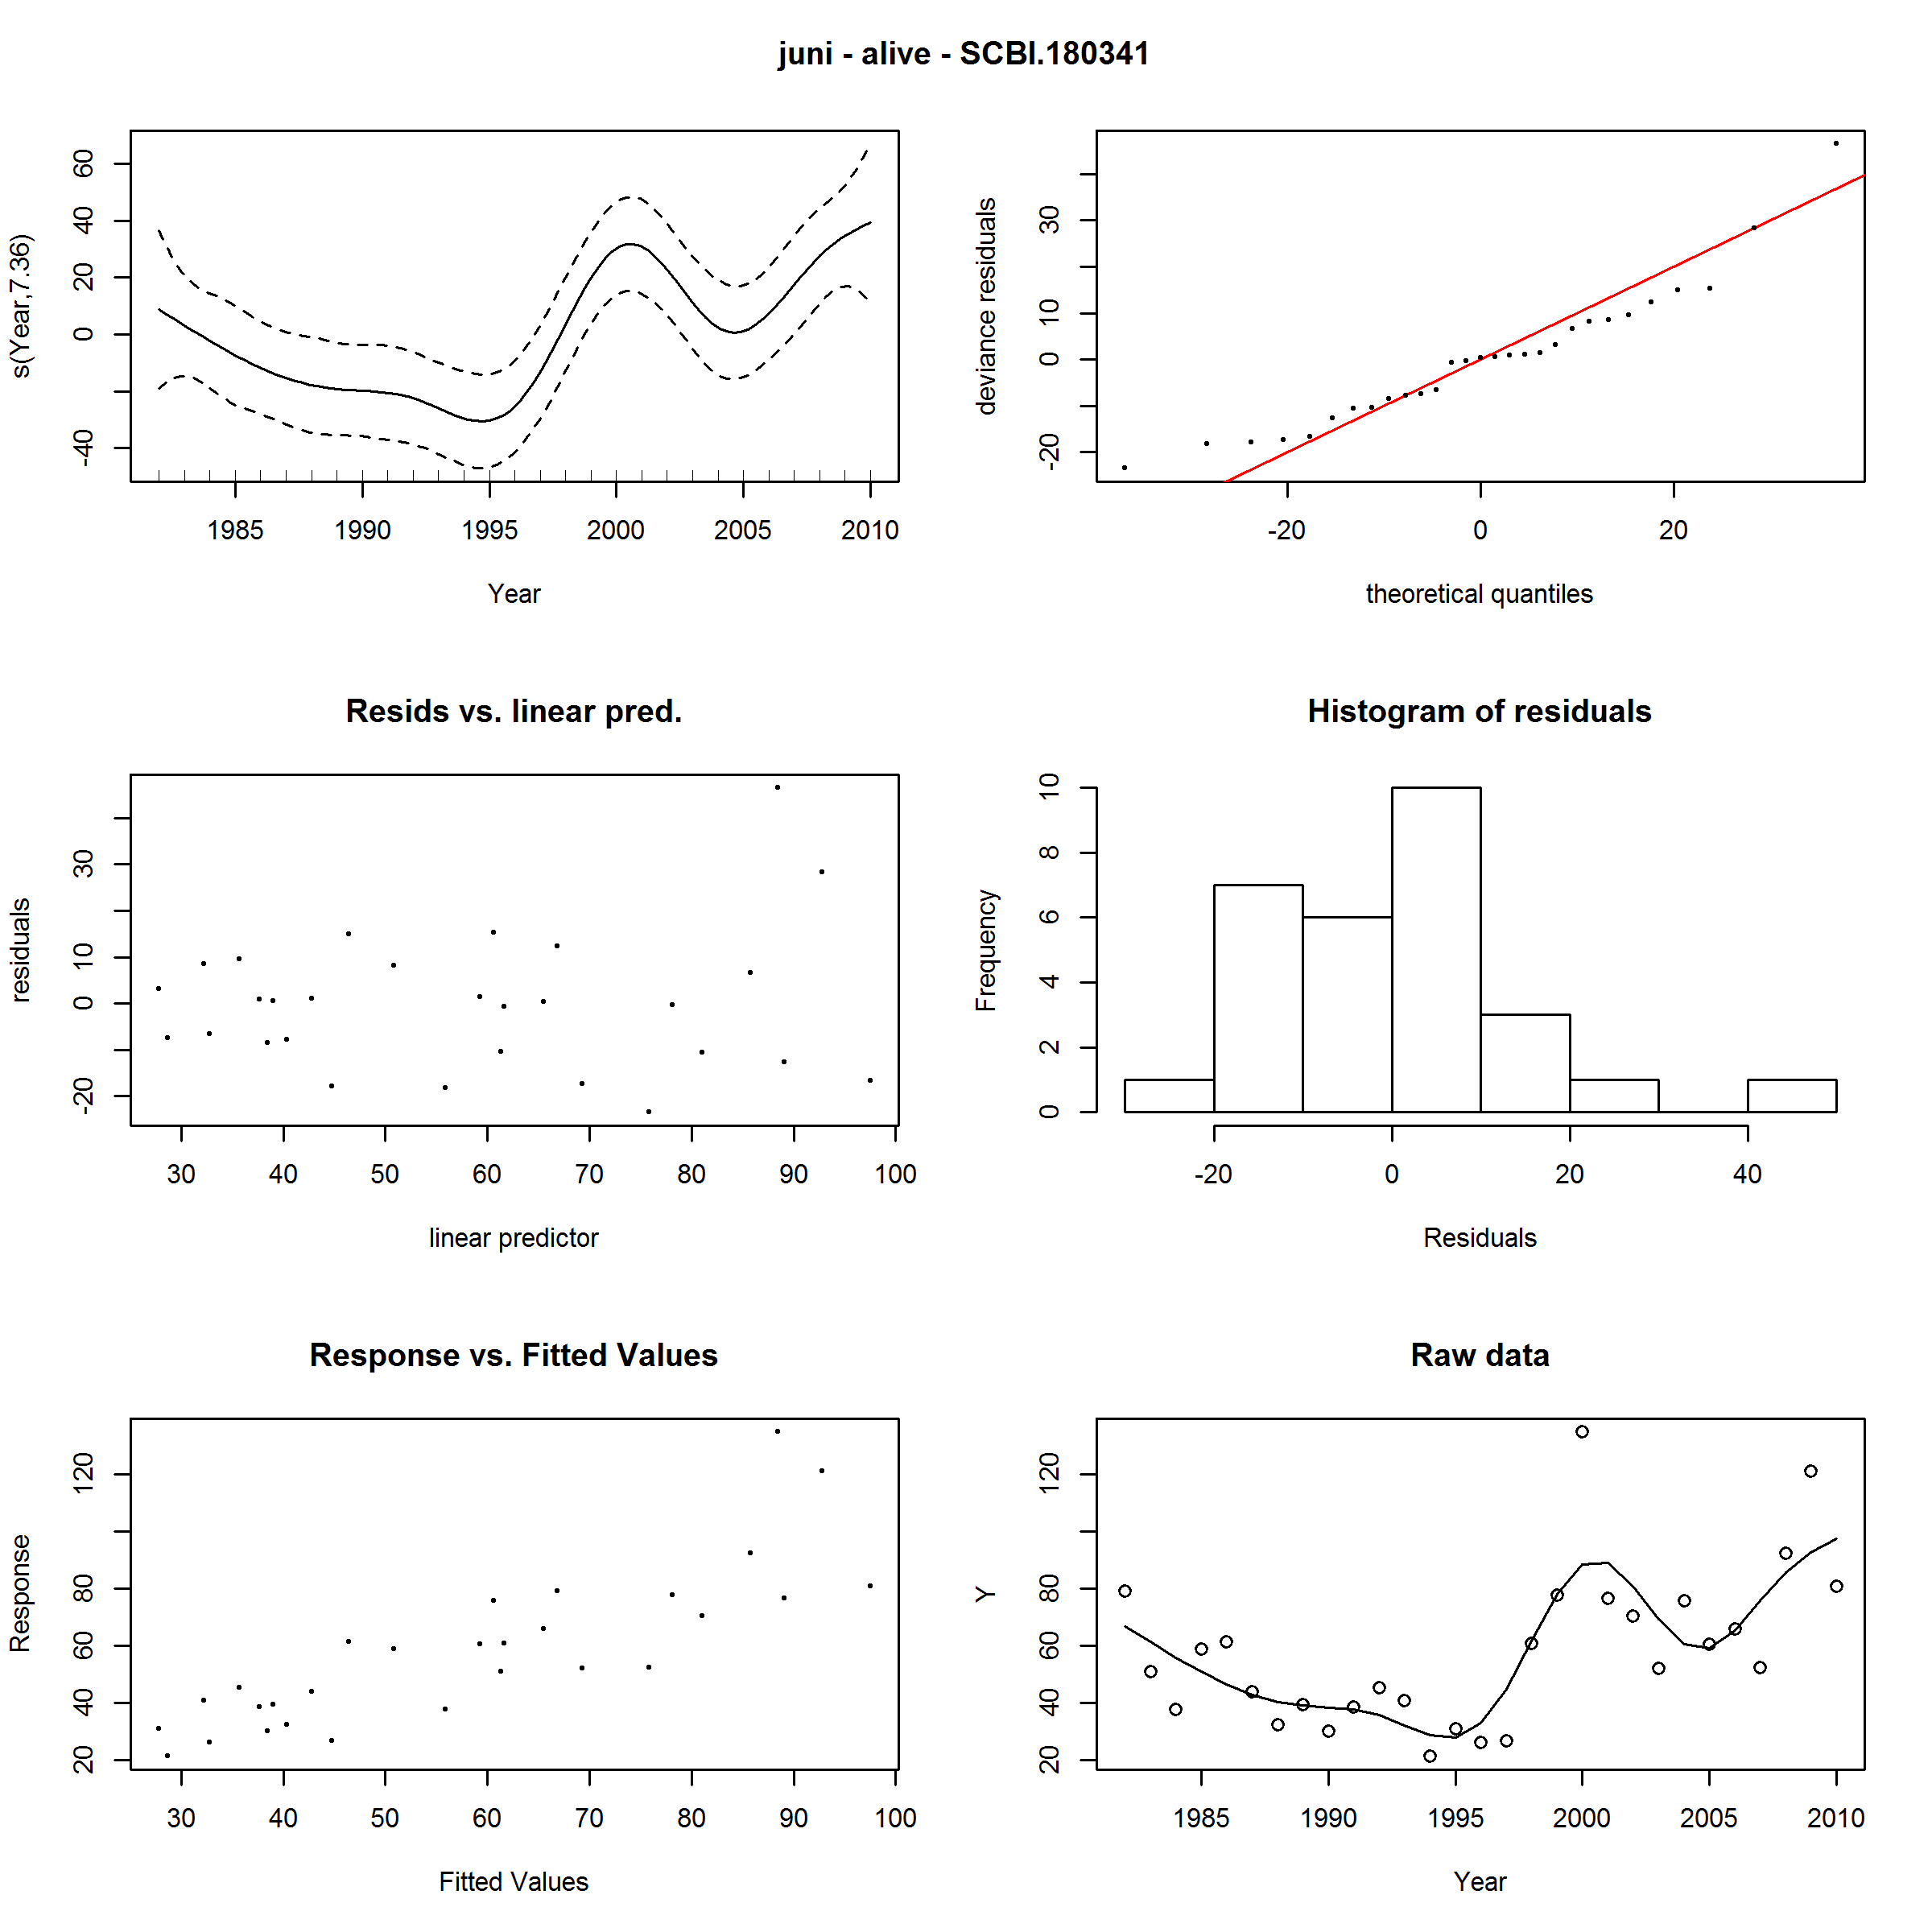 juni - alive - SCBI.180341
s(Year,7.36)
60
40
20
0
-40
1985 1990 1995 2000 2005 2010
Year
deviance residuals
30
10
0
-20
-20 0 20
theoretical quantiles
Resids vs. linear pred.
residuals
30
10
0
-20
30 40 50 60 70 80 90 100
linear predictor
Histogram of residuals
Frequency
10
8
6
4
2
0
-20 0 20 40
Residuals
Response vs. Fitted Values
Response
120
80
60
40
20
30 40 50 60 70 80 90 100
Fitted Values
Raw data
Y
120
80
60
40
20
1985 1990 1995 2000 2005 2010
Year